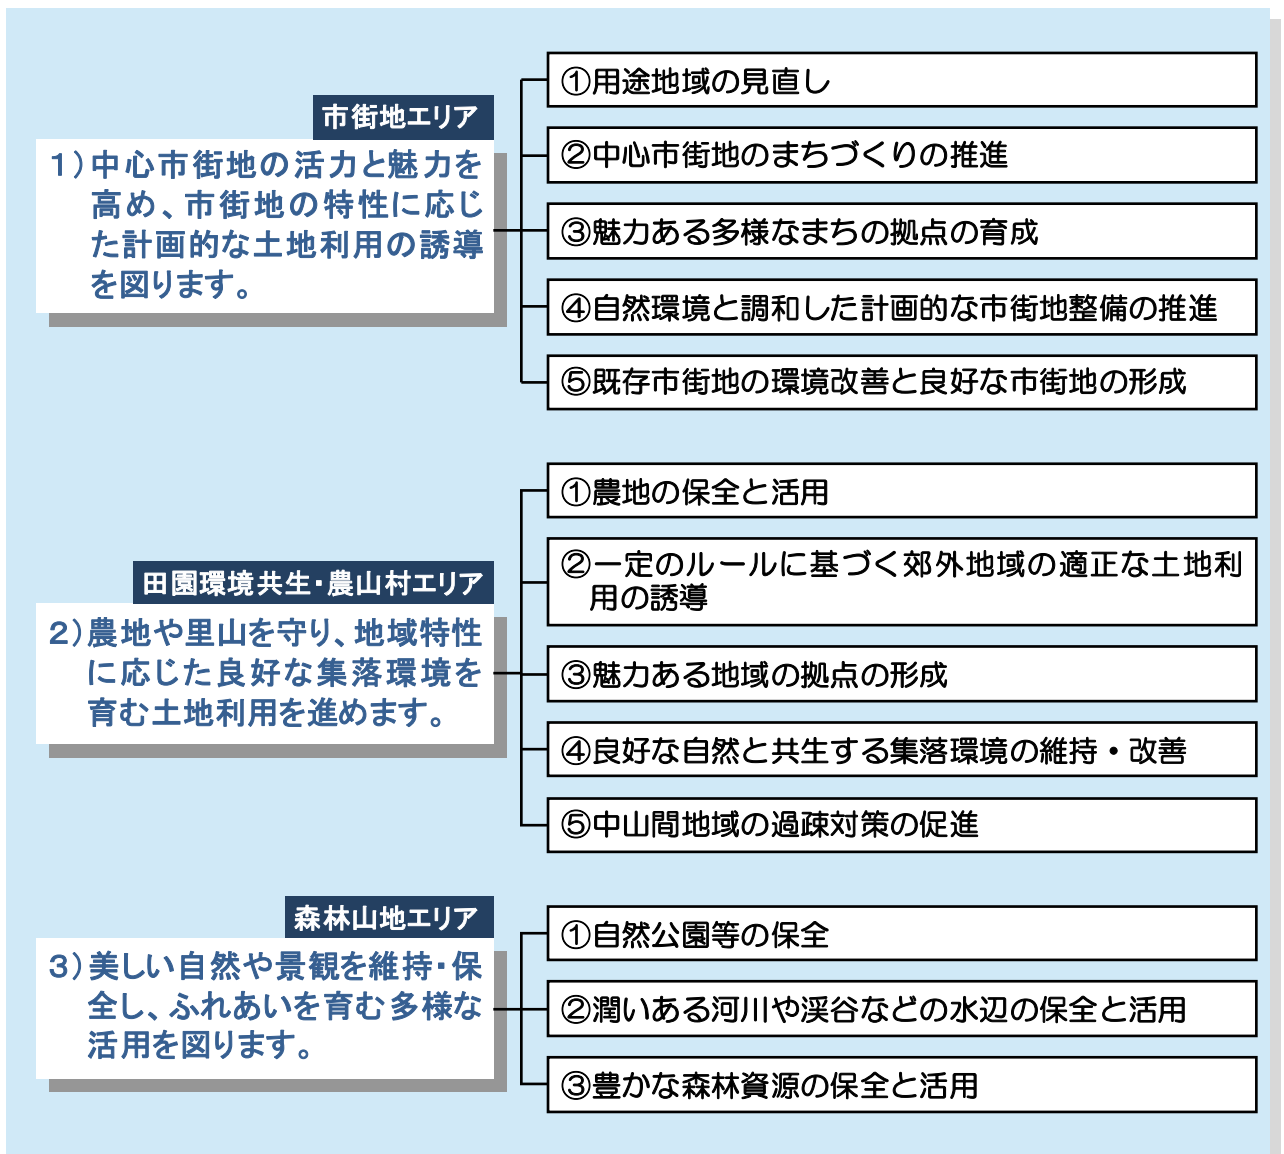 市街地エリア
１）中心市街地の活力と魅力を
高め、市街地の特性に応じ
た計画的な土地利用の誘導
を図ります。
①用途地域の見直し
②中心市街地のまちづくりの推進
③魅力ある多様なまちの拠点の育成
④自然環境と調和した計画的な市街地整備の推進
⑤既存市街地の環境改善と良好な市街地の形成
田園環境共生・農山村エリア
２）農地や里山を守り、地域特性
に応じた良好な集落環境を
育む土地利用を進めます。
①農地の保全と活用
②一定のルールに基づく郊外地域の適正な土地利
用の誘導
③魅力ある地域の拠点の形成
④良好な自然と共生する集落環境の維持・改善
⑤中山間地域の過疎対策の促進
森林山地エリア
３）美しい自然や景観を維持・保
全し、ふれあいを育む多様な
活用を図ります。
①自然公園等の保全
②潤いある河川や渓谷などの水辺の保全と活用
③豊かな森林資源の保全と活用